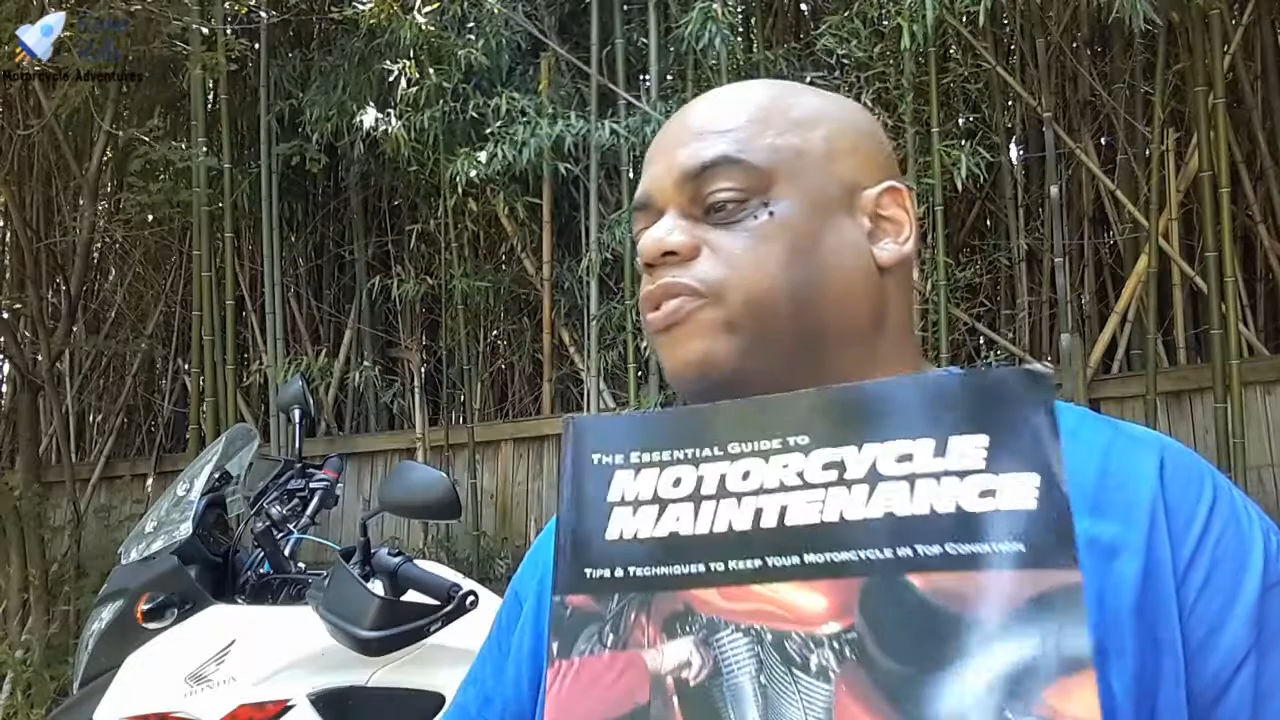 Motorcycle Adventures
THE ESSENTIAL GUIDE TO
MOTORCYCLE
MAINTENANCE
TIPS & TECHNIQUES TO KEEP YOUR MOTORCYCLE IN TOP CONDITION
HONDA